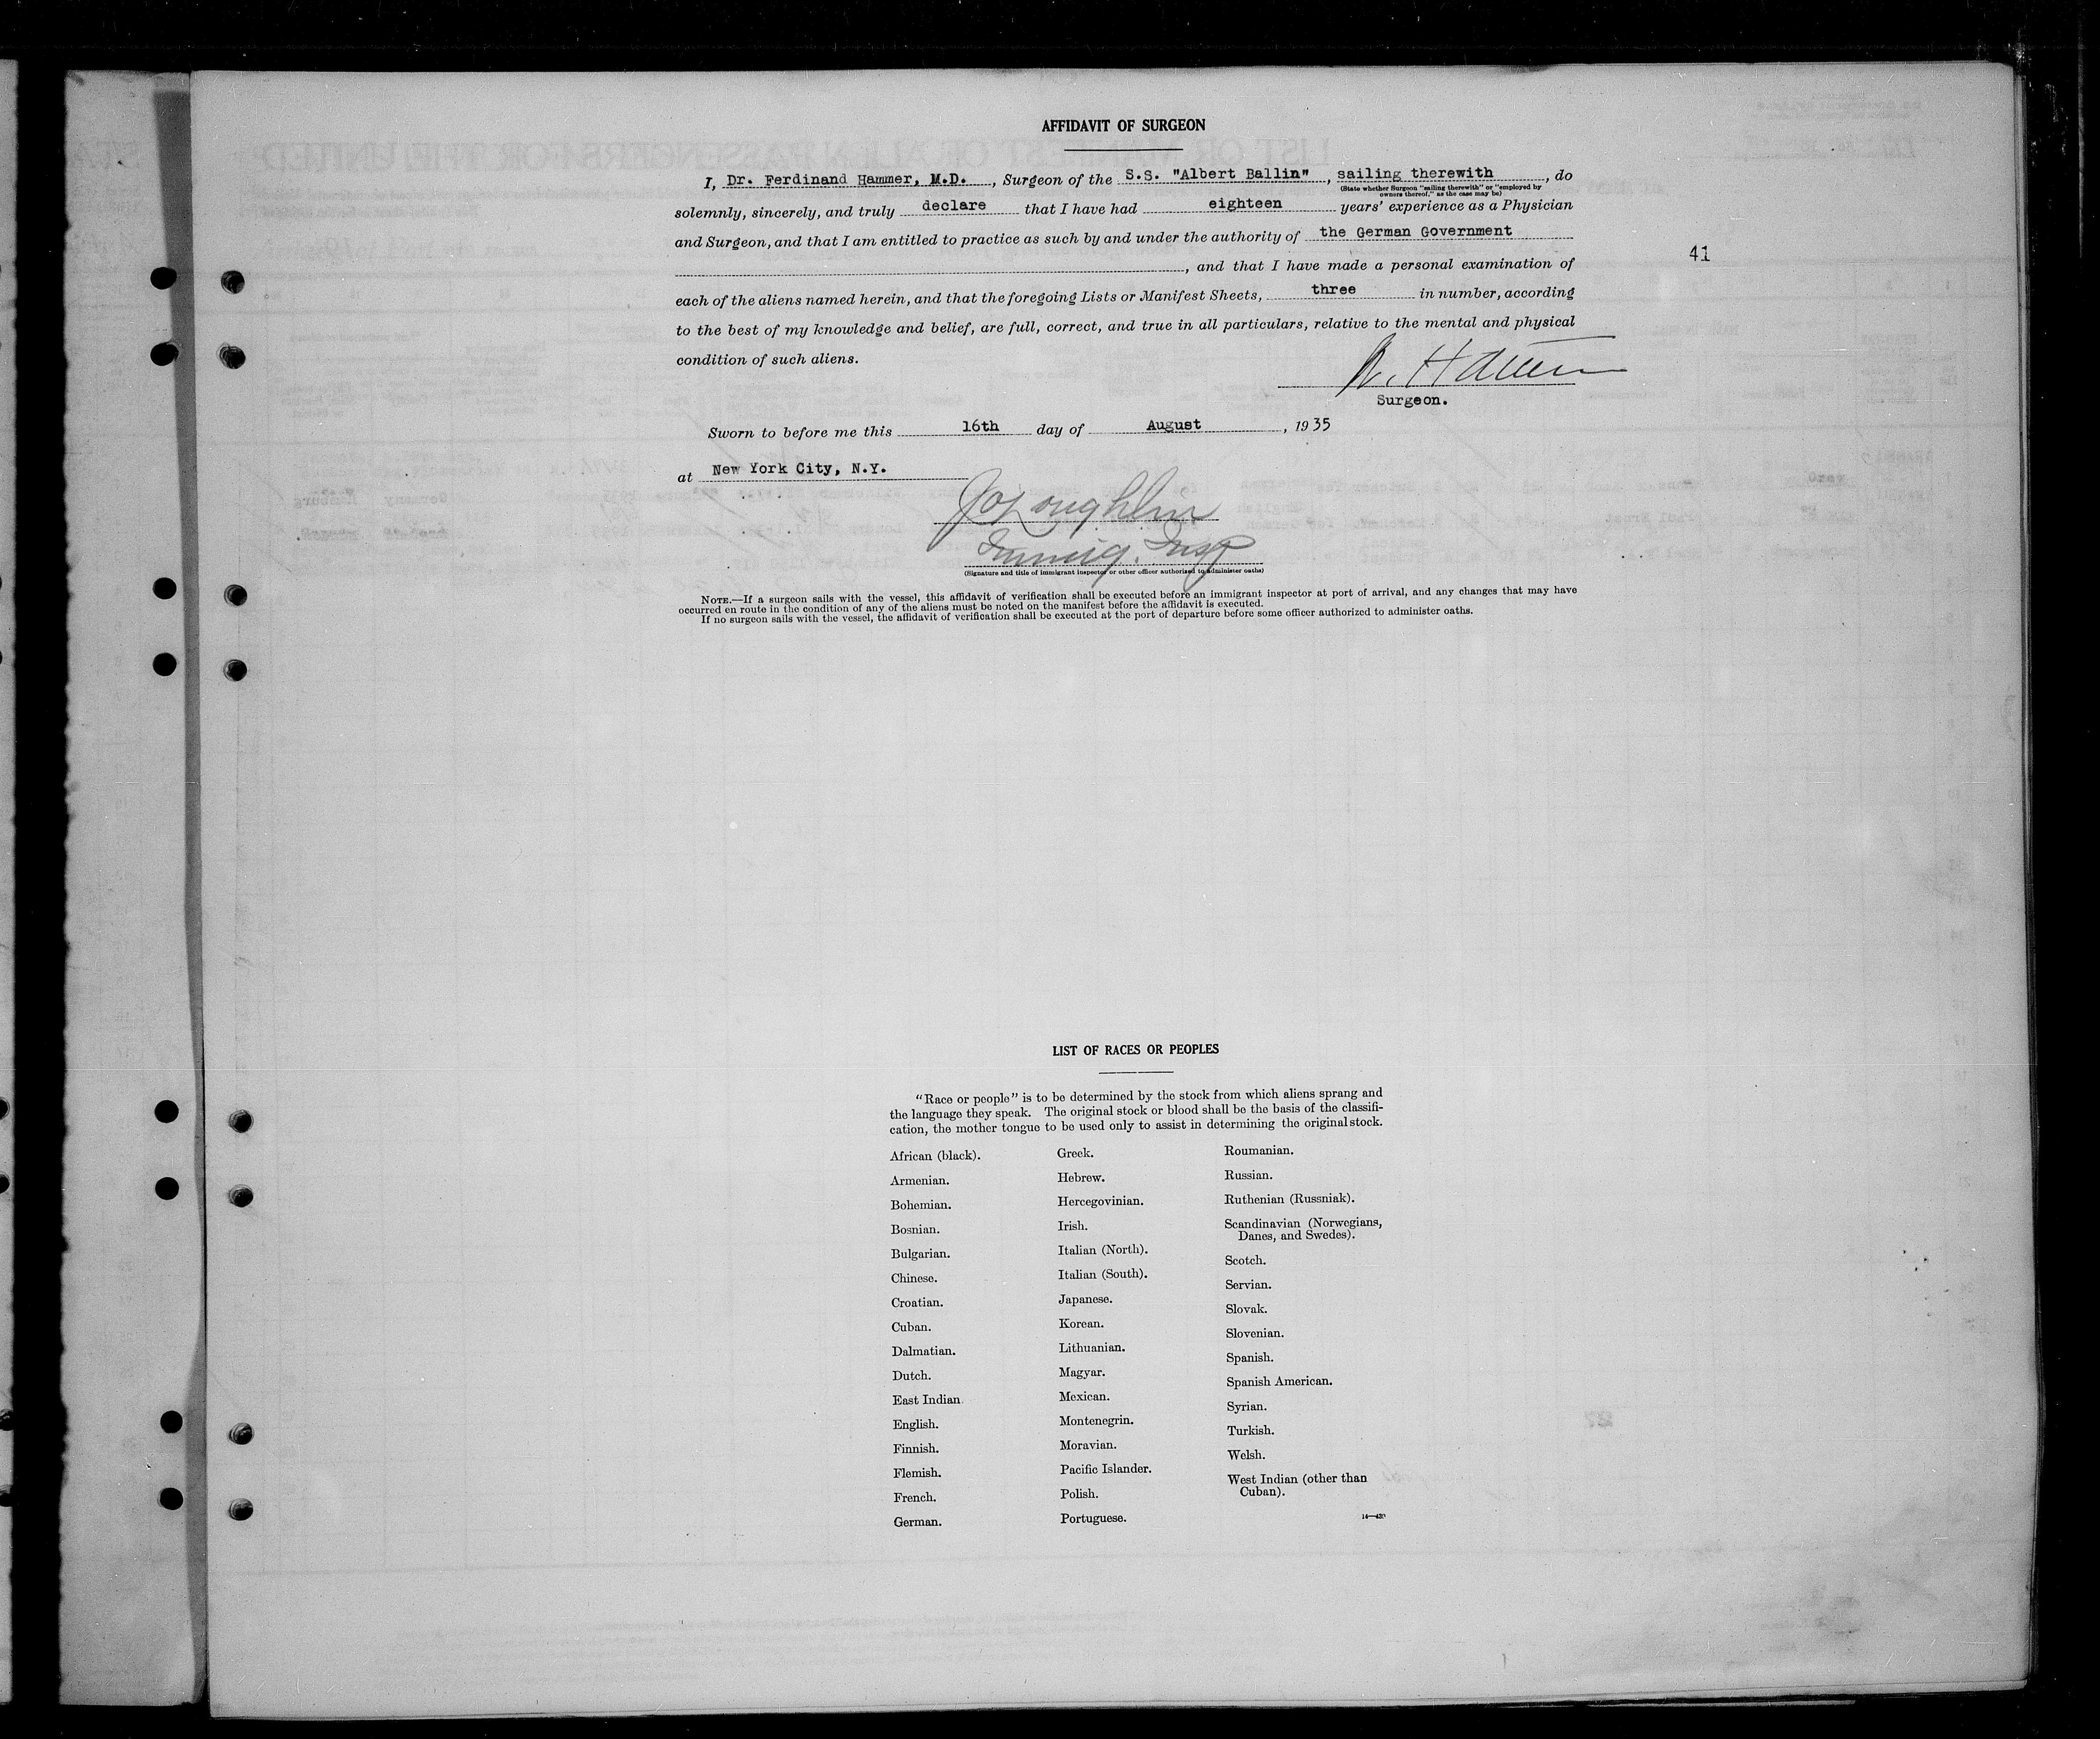 AFFIDAVIT OF SURGEON
I, Dr. Ferdinand Hammer, M.D. , Surgeon of the S.S. "Albert Ballin" , sailing therewith , do
(State whether Surgeon "sailing therewith" or "employed by
owners thereof," as the case may be)
solemnly, sincerely, and truly declare that I have had eighteen years' experience as a Physician
and Surgeon, and that I am entitled to practice as such by and under the authority of the German Government
, and that I have made a personal examination of
41
each of the aliens named herein, and that the foregoing Lists or Manifest Sheets, three in number, according
to the best of my knowledge and belief, are full, correct, and true in all particulars, relative to the mental and physical
condition of such aliens.
Surgeon.
Sworn to before me this 16th day of August , 1935
at New York City, N.Y.
Immig. Insp
(Signature and title of immigrant inspector or other officer authorized to administer oaths)
NOTE.—If a surgeon sails with the vessel, this affidavit of verification shall be executed before an immigrant inspector at port of arrival, and any changes that may have
occurred en route in the condition of any of the aliens must be noted on the manifest before the affidavit is executed.
If no surgeon sails with the vessel, the affidavit of verification shall be executed at the port of departure before some officer authorized to administer oaths.
LIST OF RACES OR PEOPLES
"Race or people" is to be determined by the stock from which aliens sprang and
the language they speak. The original stock or blood shall be the basis of the classifi-
cation, the mother tongue to be used only to assist in determining the original stock.
African (black).
Armenian.
Bohemian.
Bosnian.
Bulgarian.
Chinese.
Croatian.
Cuban.
Dalmatian.
Dutch.
East Indian
English.
Finnish.
Flemish.
French.
German.
Greek.
Hebrew.
Hercegovinian.
Irish.
Italian (North).
Italian (South).
Japanese.
Korean.
Lithuanian.
Magyar.
Mexican.
Montenegrin.
Moravian.
Pacific Islander.
Polish.
Portuguese.
Roumanian.
Russian.
Ruthenian (Russniak).
Scandinavian (Norwegians,
Danes, and Swedes).
Scotch.
Servian.
Slovak.
Slovenian.
Spanish.
Spanish American.
Syrian.
Turkish.
Welsh.
West Indian (other than
Cuban).